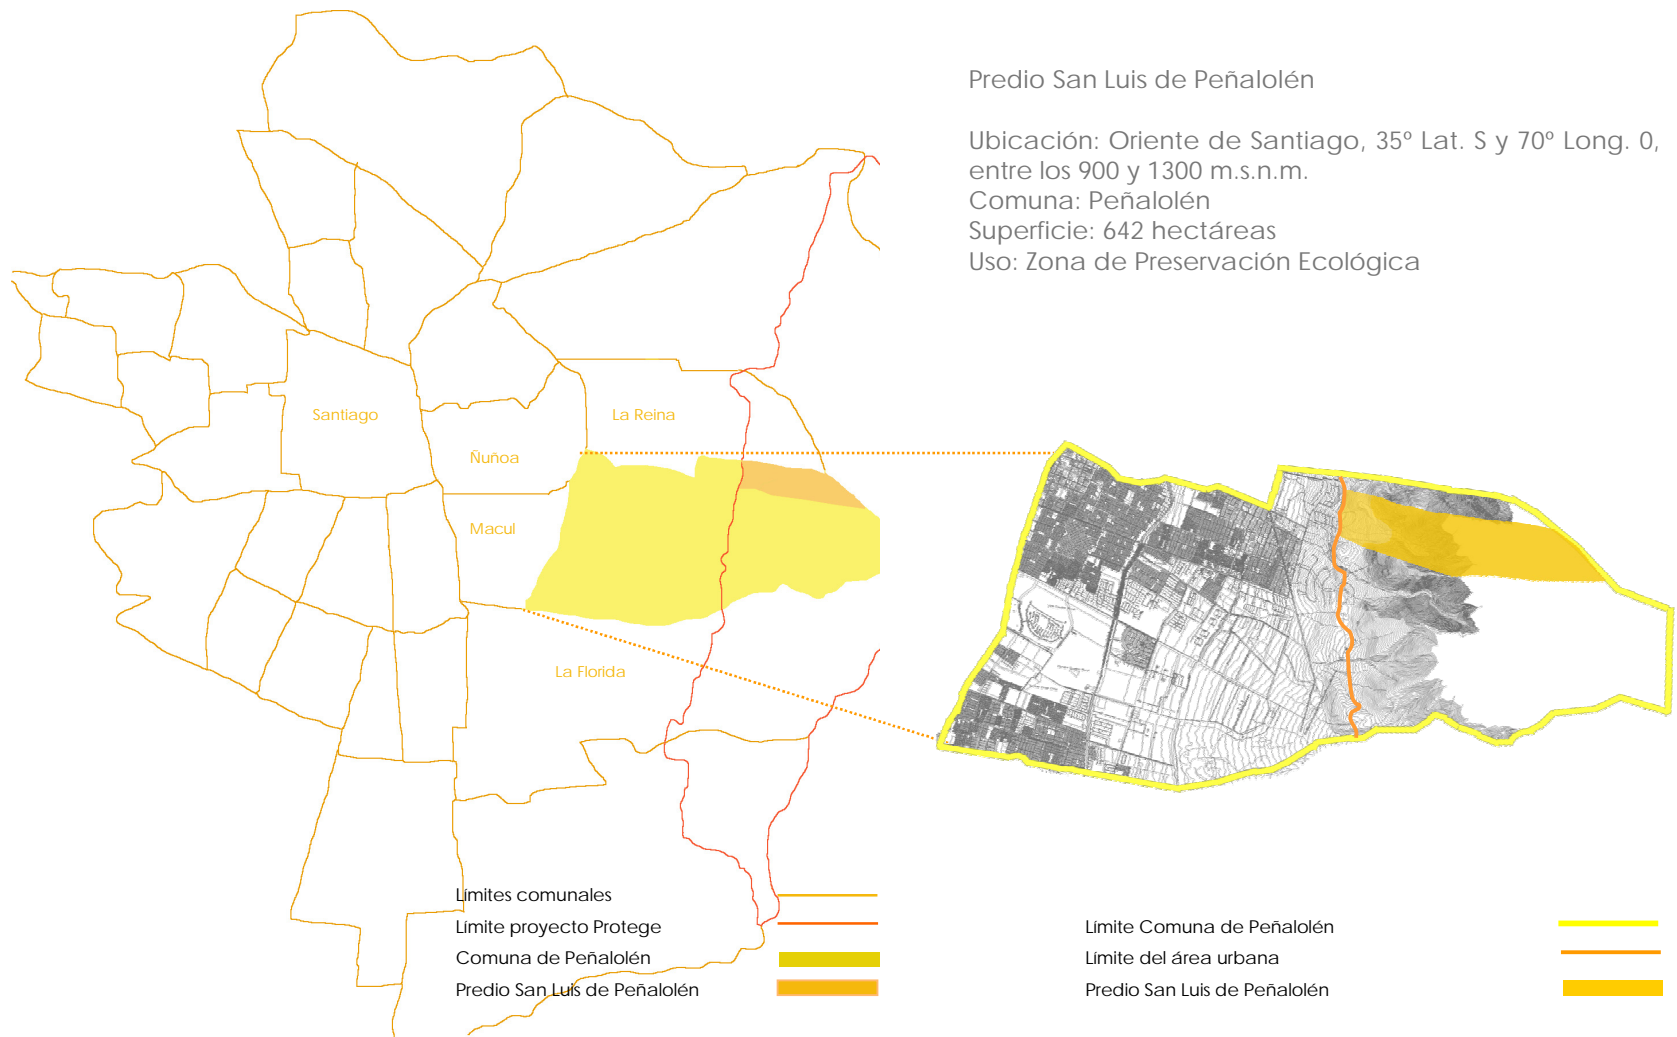 Predio San Luis de Peñalolén
Ubicación: Oriente de Santiago, 35º Lat. S y 70º Long. 0,
entre los 900 y 1300 m.s.n.m.
Comuna: Peñalolén
Superficie: 642 hectáreas
Uso: Zona de Preservación Ecológica
Santiago
La Reina
Ñuñoa
Macul
La Florida
Límites comunales
Límite proyecto Protege
Comuna de Peñalolén
Predio San Luis de Peñalolén
Límite Comuna de Peñalolén
Límite del área urbana
Predio San Luis de Peñalolén